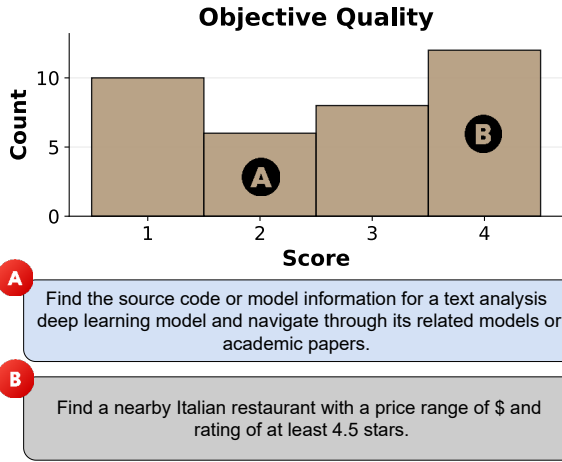 Objective Quality
Count
10
5
0
A
B
1 2 3 4
Score
A
Find the source code or model information for a text analysis
deep learning model and navigate through its related models or
academic papers.
B
Find a nearby Italian restaurant with a price range of $ and
rating of at least 4.5 stars.